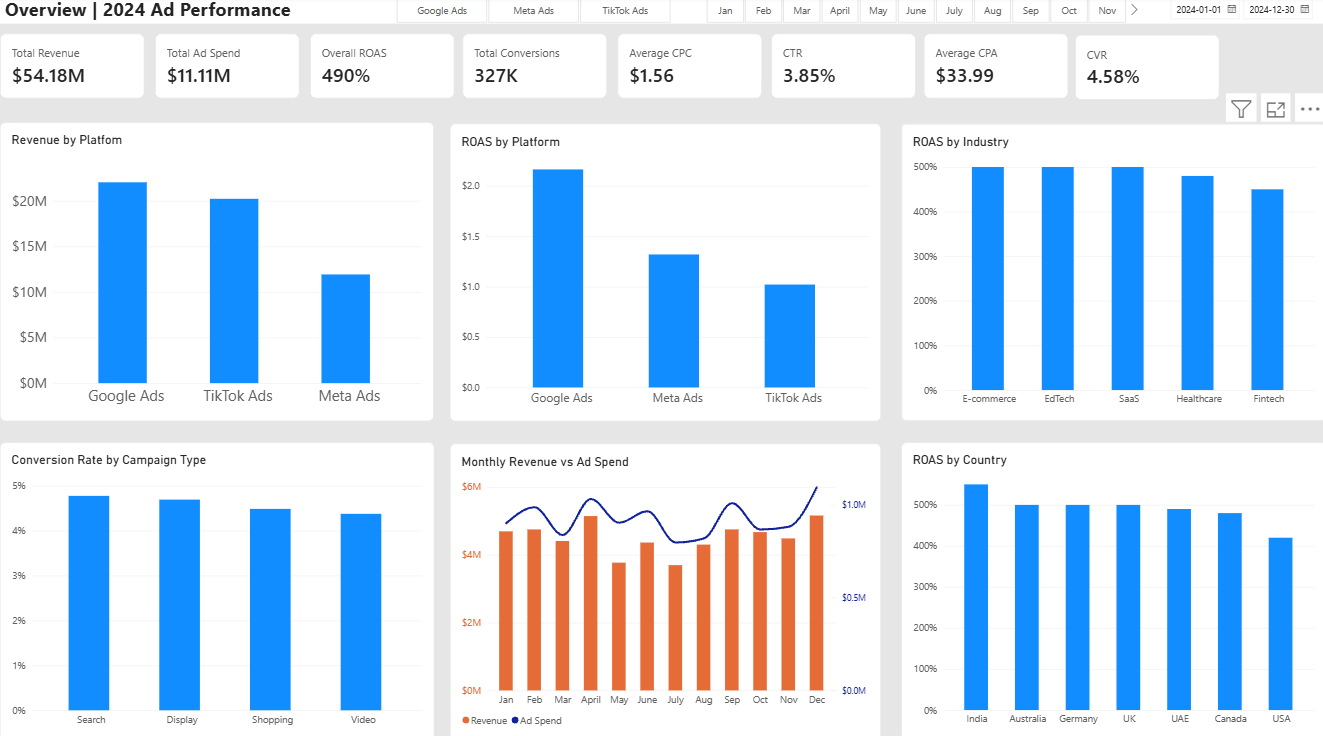 Overview | 2024 Ad Performance
Google Ads
Meta Ads
TikTok Ads
Jan
Feb
Mar
April
May
June
July
Aug
Sep
Oct
Nov
2024-01-01
2024-12-30
Total Revenue
$54.18M
Total Ad Spend
$11.11M
Overall ROAS
490%
Total Conversions
327K
Average CPC
$1.56
CTR
3.85%
Average CPA
$33.99
CVR
4.58%
Revenue by Platfom
$20M
$15M
$10M
$5M
$0M
Google Ads
TikTok Ads
Meta Ads
ROAS by Platform
$2.0
$1.5
$1.0
$0.5
$0.0
Google Ads
Meta Ads
TikTok Ads
ROAS by Industry
500%
400%
300%
200%
100%
0%
E-commerce
EdTech
SaaS
Healthcare
Fintech
Conversion Rate by Campaign Type
5%
4%
3%
2%
1%
0%
Search
Display
Shopping
Video
Monthly Revenue vs Ad Spend
$6M
$4M
$2M
$0M
$1.0M
$0.5M
$0.0M
Jan
Feb
Mar
April
May
June
July
Aug
Sep
Oct
Nov
Dec
Revenue
Ad Spend
ROAS by Country
500%
400%
300%
200%
100%
0%
India
Australia
Germany
UK
UAE
Canada
USA